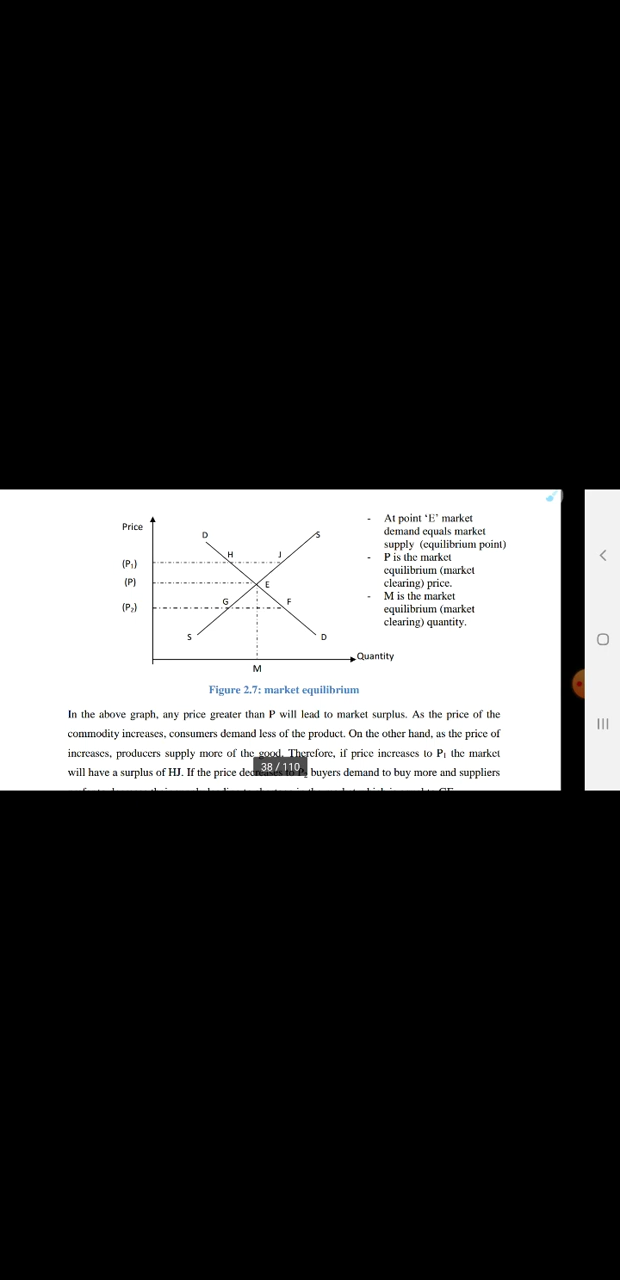 Price
D
S
H
J
(P₁)
(P)
E
(P₂)
G
F
S
D
Quantity
M
- At point ‘E’ market
demand equals market
supply (equilibrium point)
- P is the market
equilibrium (market
clearing) price.
- M is the market
equilibrium (market
clearing) quantity.
Figure 2.7: market equilibrium
In the above graph, any price greater than P will lead to market surplus. As the price of the
commodity increases, consumers demand less of the product. On the other hand, as the price of
increases, producers supply more of the good. Therefore, if price increases to P₁ the market
will have a surplus of HJ. If the price decreases to P₂ buyers demand to buy more and suppliers
38 / 110